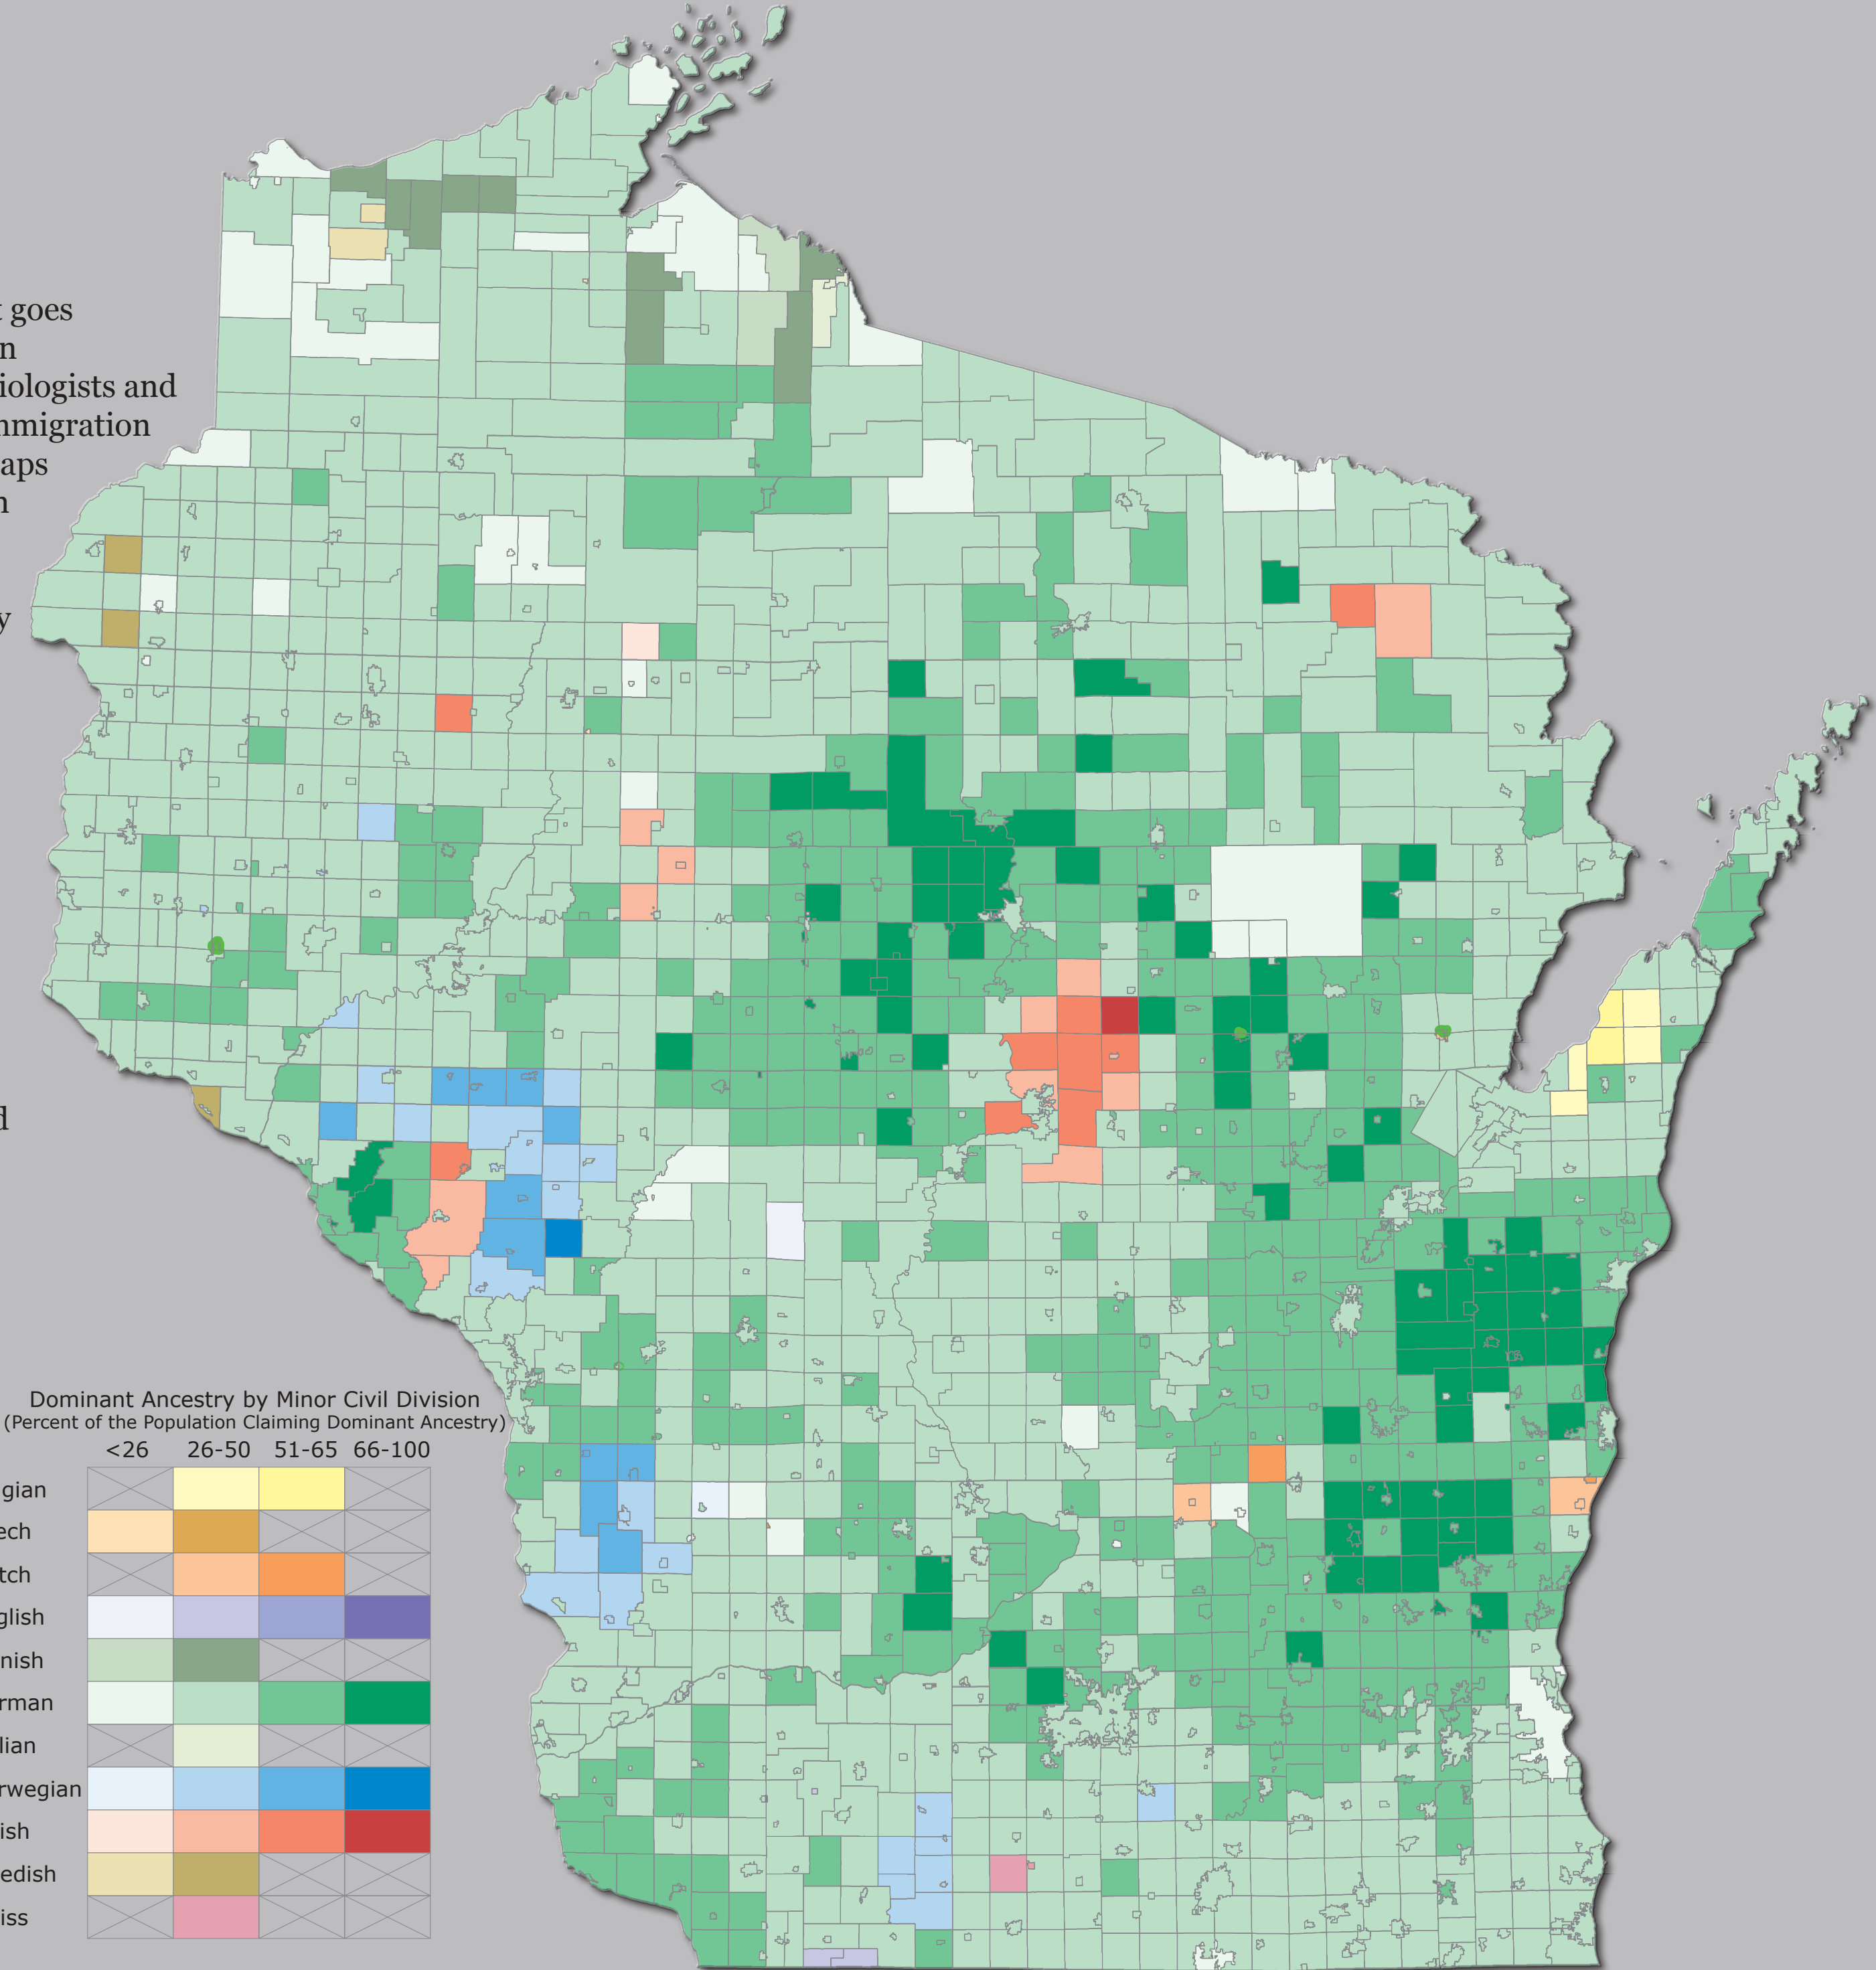 t goes
n
iologists and
nmigration
aps
n
y
d
Dominant Ancestry by Minor Civil Division
(Percent of the Population Claiming Dominant Ancestry)
<26 26-50 51-65 66-100
gian
ech
tch
glish
nish
rman
lian
rwegian
ish
edish
iss